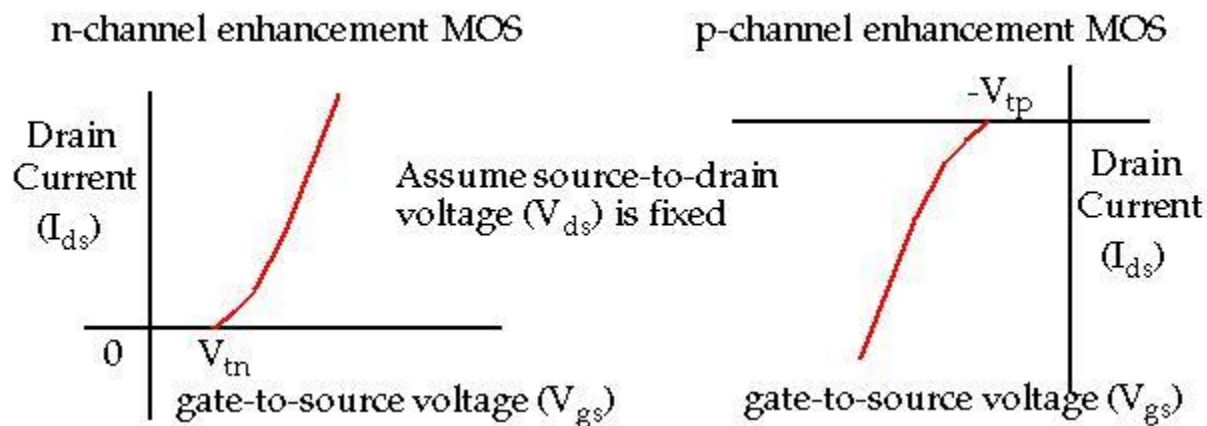 n-channel enhancement MOS
Drain
Current
(I_ds)
0
V_tn
gate-to-source voltage (V_gs)
Assume source-to-drain
voltage (V_ds) is fixed
p-channel enhancement MOS
-V_tp
Drain
Current
(I_ds)
gate-to-source voltage (V_gs)